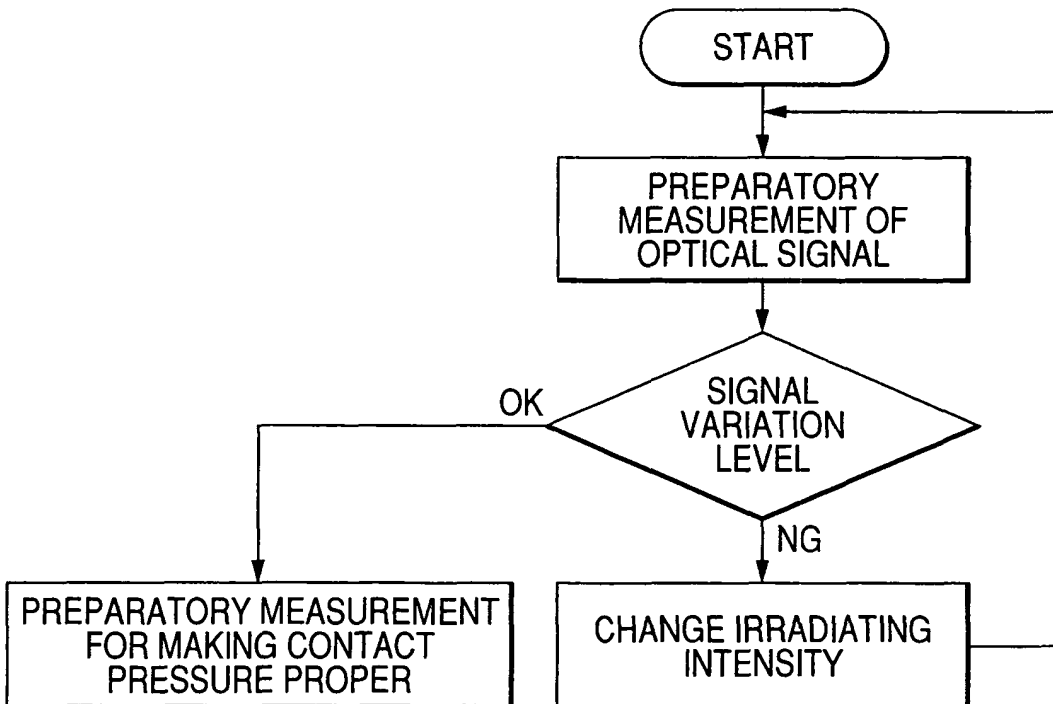 START
PREPARATORY
MEASUREMENT OF
OPTICAL SIGNAL
SIGNAL
VARIATION
LEVEL
OK
NG
PREPARATORY MEASUREMENT
FOR MAKING CONTACT
PRESSURE PROPER
CHANGE IRRADIATING
INTENSITY